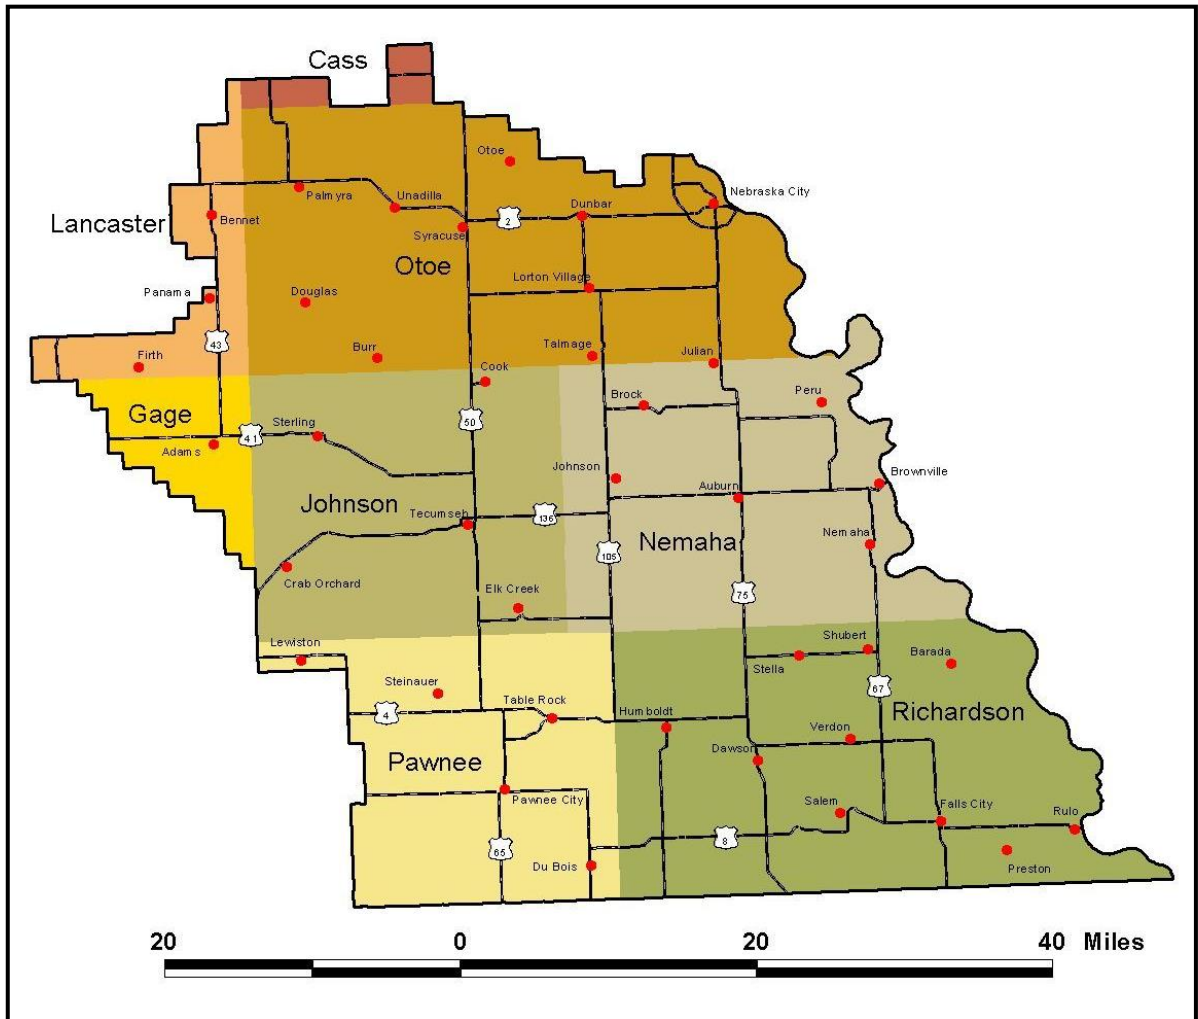 Cass
Otoe
Nebraska City
Palmyra
Unadilla
Lancaster
Bennet
2
Dunbar
Syracuse
Otoe
Lorton Village
Panama
Douglas
43
Firth
Burr
Talmage
Julian
Cook
Gage
Peru
Brock
Sterling
50
41
Adams
Johnson
Brownville
Johnson
Auburn
Tecumseh
136
Nemaha
Nemaha
105
Crab Orchard
Elk Creek
75
Lewiston
Shubert
Barada
Stella
Steinauer
67
Table Rock
4
Humboldt
Richardson
Verdon
Pawnee
Dawson
Pawnee City
Salem
Falls City
Rulo
8
65
Du Bois
Preston
20 0 20 40 Miles